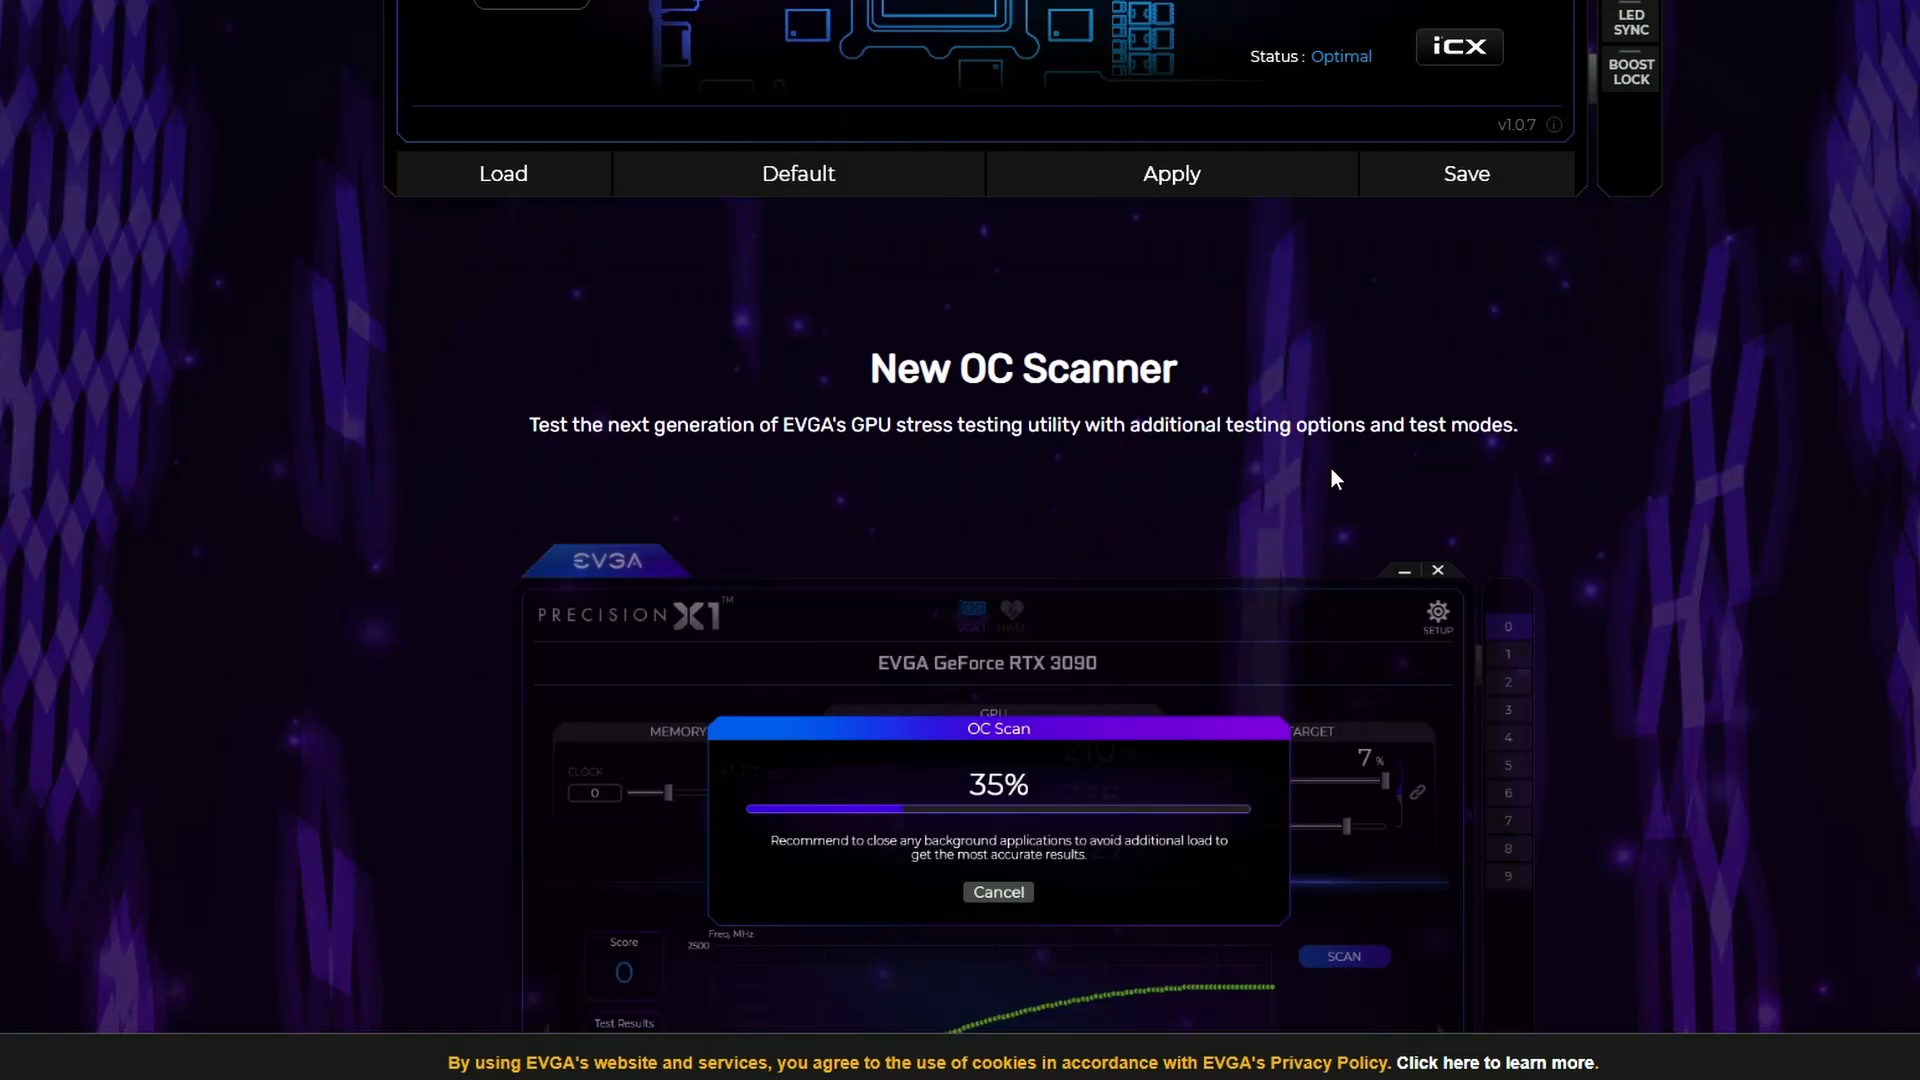 LED
SYNC
Status : Optimal
iCX
BOOST
LOCK
v1.0.7
Load
Default
Apply
Save
New OC Scanner
Test the next generation of EVGA's GPU stress testing utility with additional testing options and test modes.
EVGA
PRECISION X1™
SETUP
EVGA GeForce RTX 3090
GPU
MEMORY
OC Scan
TARGET
CLOCK
0
35%
7 %
Recommend to close any background applications to avoid additional load to
get the most accurate results.
Cancel
0
1
2
3
4
5
6
7
8
9
Freq, MHz
2500
Score
0
SCAN
Test Results
By using EVGA's website and services, you agree to the use of cookies in accordance with EVGA's Privacy Policy. Click here to learn more.